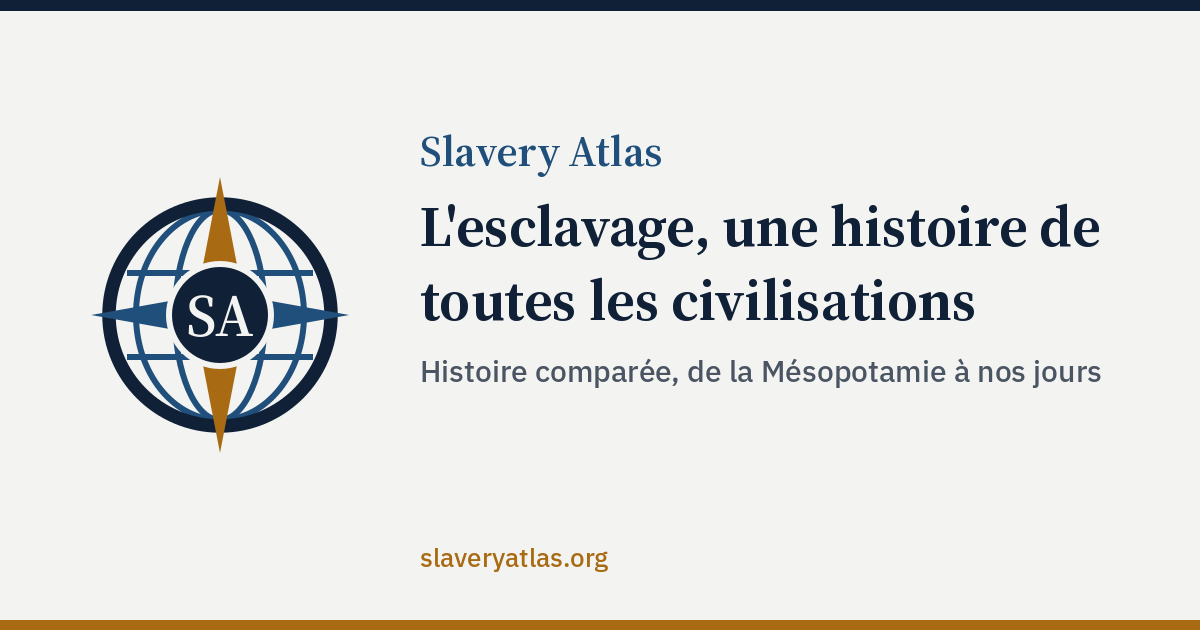 SA
Slavery Atlas
L'esclavage, une histoire de
toutes les civilisations
Histoire comparée, de la Mésopotamie à nos jours
slaveryatlas.org